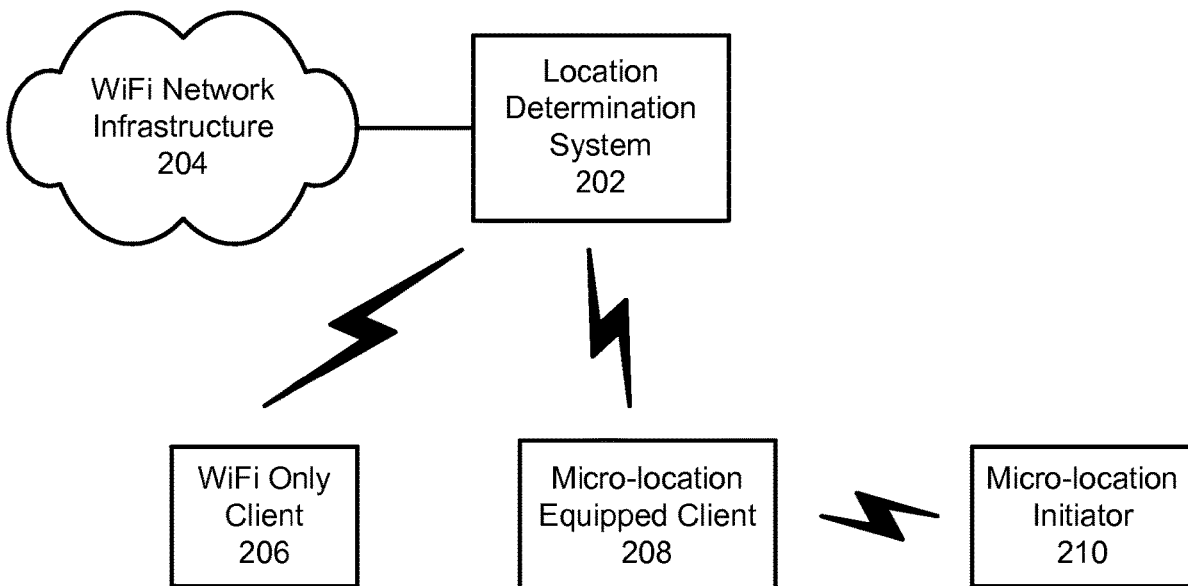 WiFi Network
Infrastructure
204
Location
Determination
System
202
WiFi Only
Client
206
Micro-location
Equipped Client
208
Micro-location
Initiator
210